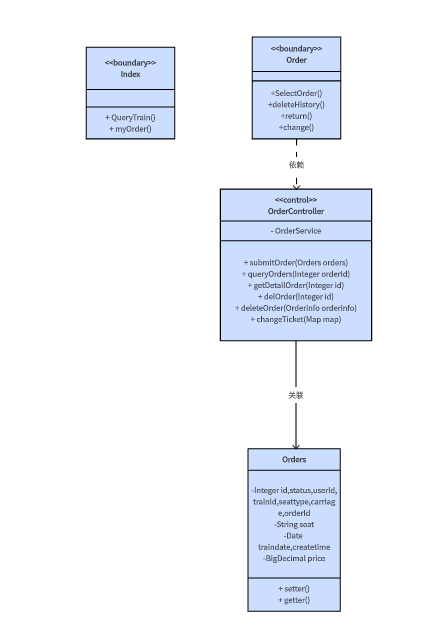 <<boundary>>
Index
+ QueryTrain()
+ myOrder()
<<boundary>>
Order
+SelectOrder()
+deleteHistory()
+return()
+change()
依赖
<<control>>
OrderController
- OrderService
+ submitOrder(Orders orders)
+ queryOrders(Integer orderId)
+ getDetailOrder(Integer id)
+ delOrder(Integer id)
+ deleteOrder(Orderinfo orderinfo)
+ changeTicket(Map map)
关联
Orders
-Integer id,status,userId,
trainId,seattype,carriag
e,orderId
-String seat
-Date
traindate,createtime
-BigDecimal price
+ setter()
+ getter()